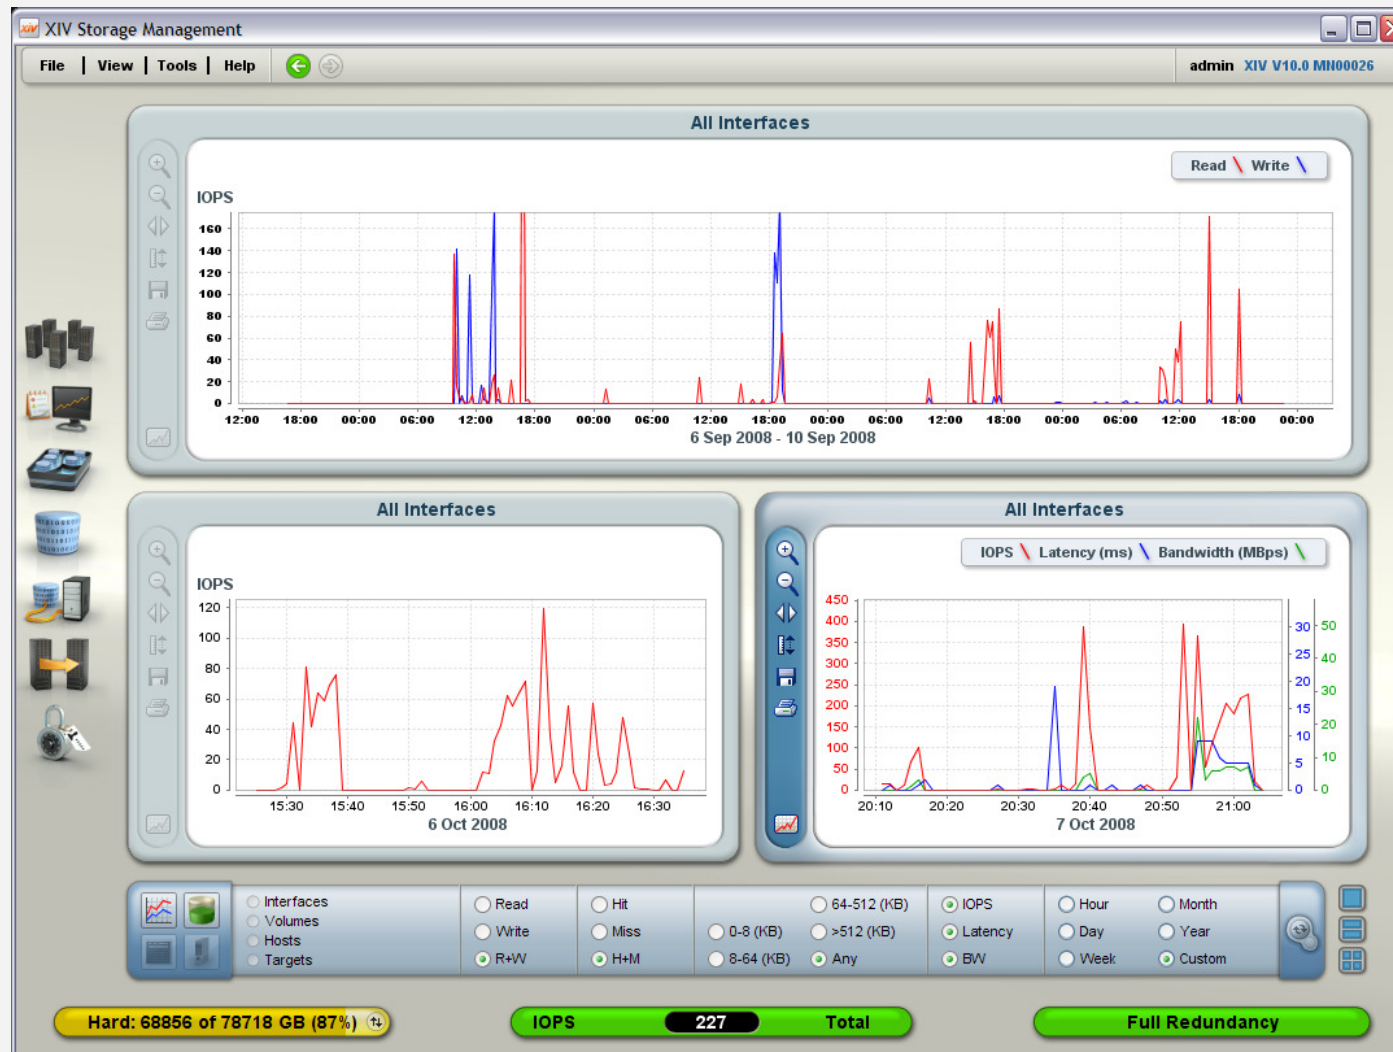 XIV Storage Management
File | View | Tools | Help
admin XIV V10.0 MN00026
All Interfaces
Read Write
IOPS
160
140
120
100
80
60
40
20
0
12:00 18:00 00:00 06:00 12:00 18:00 00:00 06:00 12:00 18:00 00:00 06:00 12:00 18:00 00:00 06:00 12:00 18:00 00:00
6 Sep 2008 - 10 Sep 2008
All Interfaces
IOPS
120
100
80
60
40
20
0
15:30 15:40 15:50 16:00 16:10 16:20 16:30
6 Oct 2008
All Interfaces
IOPS Latency (ms) Bandwidth (MBps)
450
400
350
300
250
200
150
100
50
0
30
25
20
15
10
5
0
50
40
30
20
10
0
20:10 20:20 20:30 20:40 20:50 21:00
7 Oct 2008
Interfaces
Volumes
Hosts
Targets
Read
Write
R+W
Hit
Miss
H+M
0-8 (KB)
8-64 (KB)
64-512 (KB)
>512 (KB)
Any
IOPS
Latency
BW
Hour
Day
Week
Month
Year
Custom
Hard: 68856 of 78718 GB (87%)
IOPS 227 Total
Full Redundancy